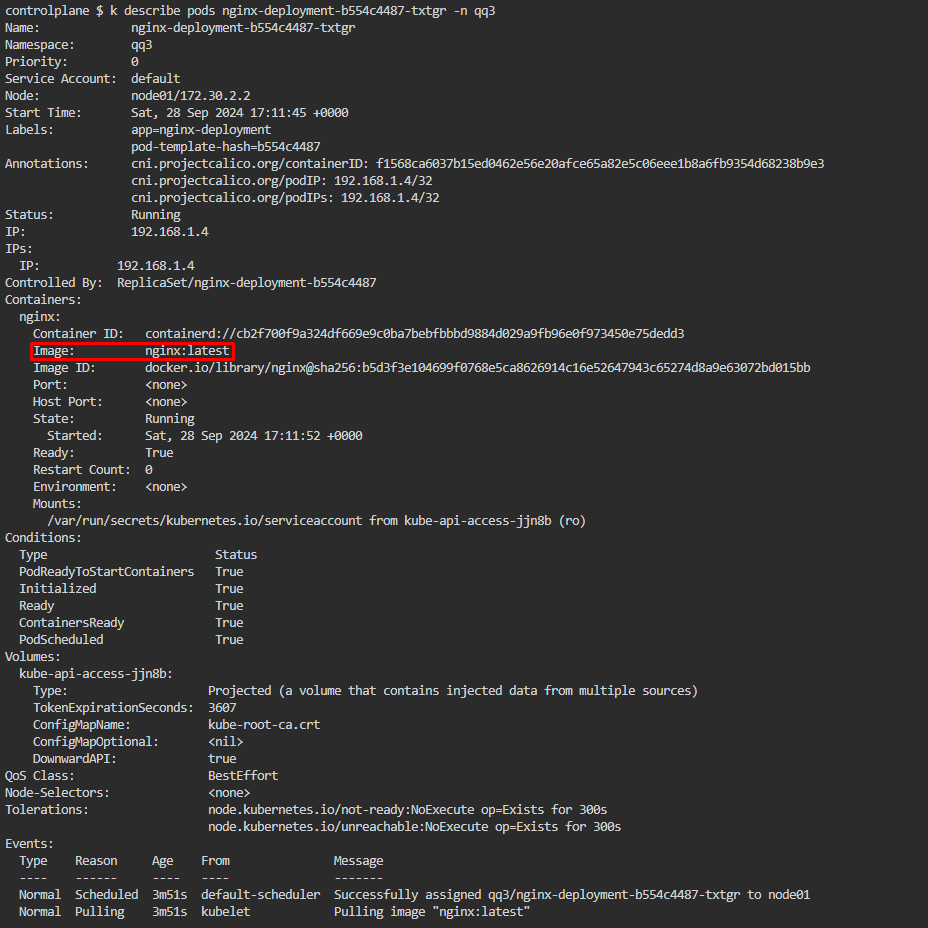 controlplane $ k describe pods nginx-deployment-b554c4487-txtgr -n qq3
Name:             nginx-deployment-b554c4487-txtgr
Namespace:        qq3
Priority:         0
Service Account:  default
Node:             node01/172.30.2.2
Start Time:       Sat, 28 Sep 2024 17:11:45 +0000
Labels:           app=nginx-deployment
                  pod-template-hash=b554c4487
Annotations:      cni.projectcalico.org/containerID: f1568ca6037b15ed0462e56e20afce65a82e5c06eee1b8a6fb9354d68238b9e3
                  cni.projectcalico.org/podIP: 192.168.1.4/32
                  cni.projectcalico.org/podIPs: 192.168.1.4/32
Status:           Running
IP:               192.168.1.4
IPs:
  IP:           192.168.1.4
Controlled By:  ReplicaSet/nginx-deployment-b554c4487
Containers:
  nginx:
    Container ID:   containerd://cb2f700f9a324df669e9c0ba7bebfbbbd9884d029a9fb96e0f973450e75dedd3
    Image:          nginx:latest
    Image ID:       docker.io/library/nginx@sha256:b5d3f3e104699f0768e5ca8626914c16e52647943c65274d8a9e63072bd015bb
    Port:           <none>
    Host Port:      <none>
    State:          Running
      Started:      Sat, 28 Sep 2024 17:11:52 +0000
    Ready:          True
    Restart Count:  0
    Environment:    <none>
    Mounts:
      /var/run/secrets/kubernetes.io/serviceaccount from kube-api-access-jjn8b (ro)
Conditions:
  Type                        Status
  PodReadyToStartContainers   True
  Initialized                 True
  Ready                       True
  ContainersReady             True
  PodScheduled                True
Volumes:
  kube-api-access-jjn8b:
    Type:                    Projected (a volume that contains injected data from multiple sources)
    TokenExpirationSeconds:  3607
    ConfigMapName:           kube-root-ca.crt
    ConfigMapOptional:       <nil>
    DownwardAPI:             true
QoS Class:                   BestEffort
Node-Selectors:              <none>
Tolerations:                 node.kubernetes.io/not-ready:NoExecute op=Exists for 300s
                             node.kubernetes.io/unreachable:NoExecute op=Exists for 300s
Events:
  Type    Reason     Age    From               Message
  ----    ------     ----   ----               -------
  Normal  Scheduled  3m51s  default-scheduler  Successfully assigned qq3/nginx-deployment-b554c4487-txtgr to node01
  Normal  Pulling    3m51s  kubelet            Pulling image "nginx:latest"